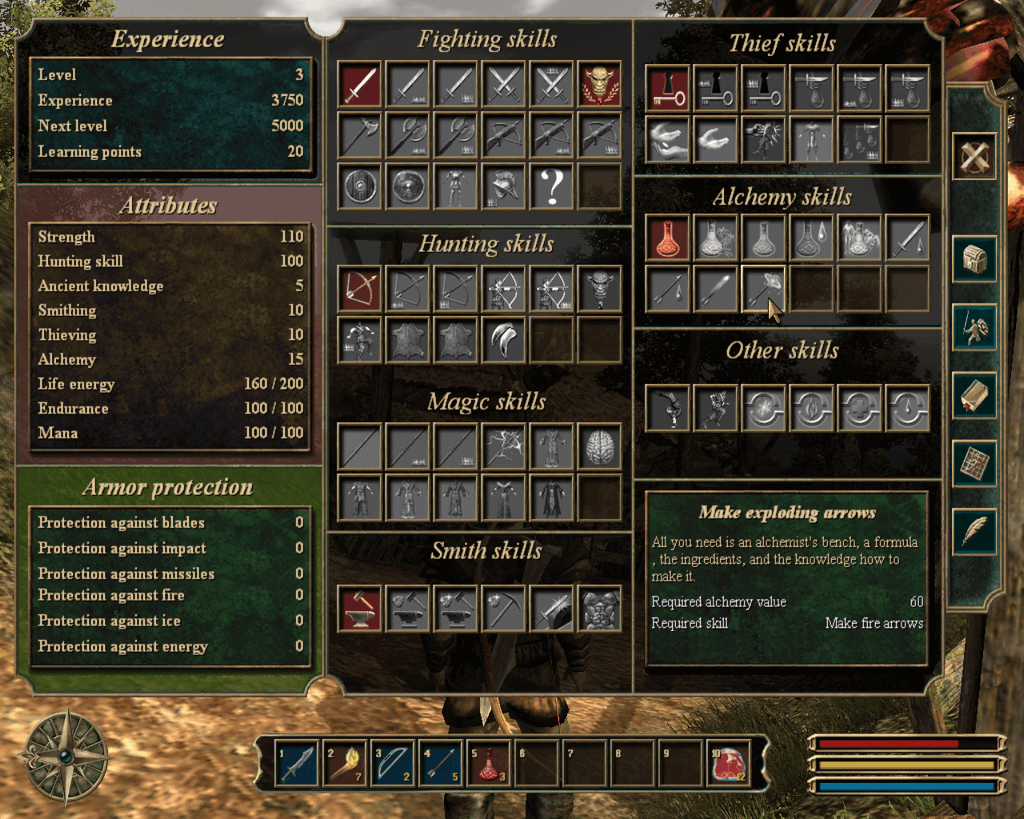 Experience
Level 3
Experience 3750
Next level 5000
Learning points 20
Attributes
Strength 110
Hunting skill 100
Ancient knowledge 5
Smithing 10
Thieving 10
Alchemy 15
Life energy 160 / 200
Endurance 100 / 100
Mana 100 / 100
Armor protection
Protection against blades 0
Protection against impact 0
Protection against missiles 0
Protection against fire 0
Protection against ice 0
Protection against energy 0
Fighting skills
?
Hunting skills
Magic skills
Smith skills
Thief skills
Alchemy skills
Other skills
Make exploding arrows
All you need is an alchemist's bench, a formula
, the ingredients, and the knowledge how to
make it.
Required alchemy value 60
Required skill Make fire arrows
1 2 3 4 5 6 7 8 9 10
7 2 5 3 2